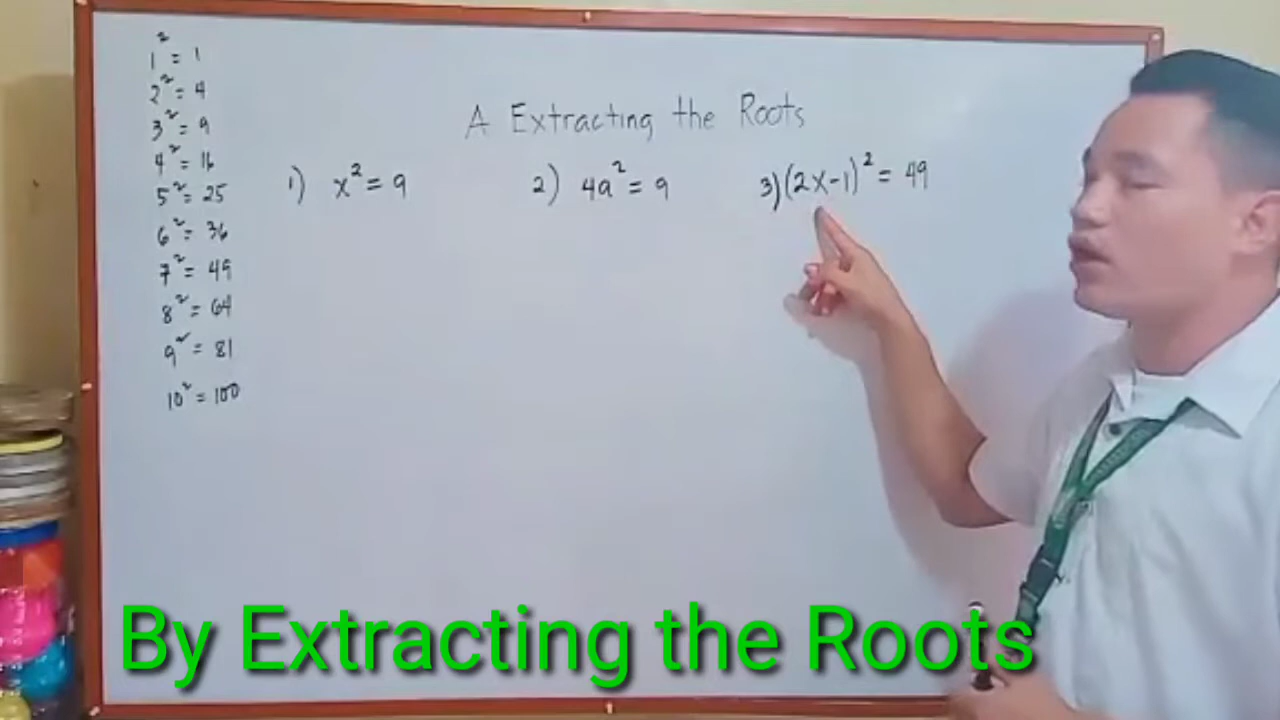 1² = 1
2² = 4
3² = 9
4² = 16
5² = 25
6² = 36
7² = 49
8² = 64
9² = 81
10² = 100
A Extracting the Roots
1) x² = 9
2) 4a² = 9
3) (2x-1)² = 49
By Extracting the Roots